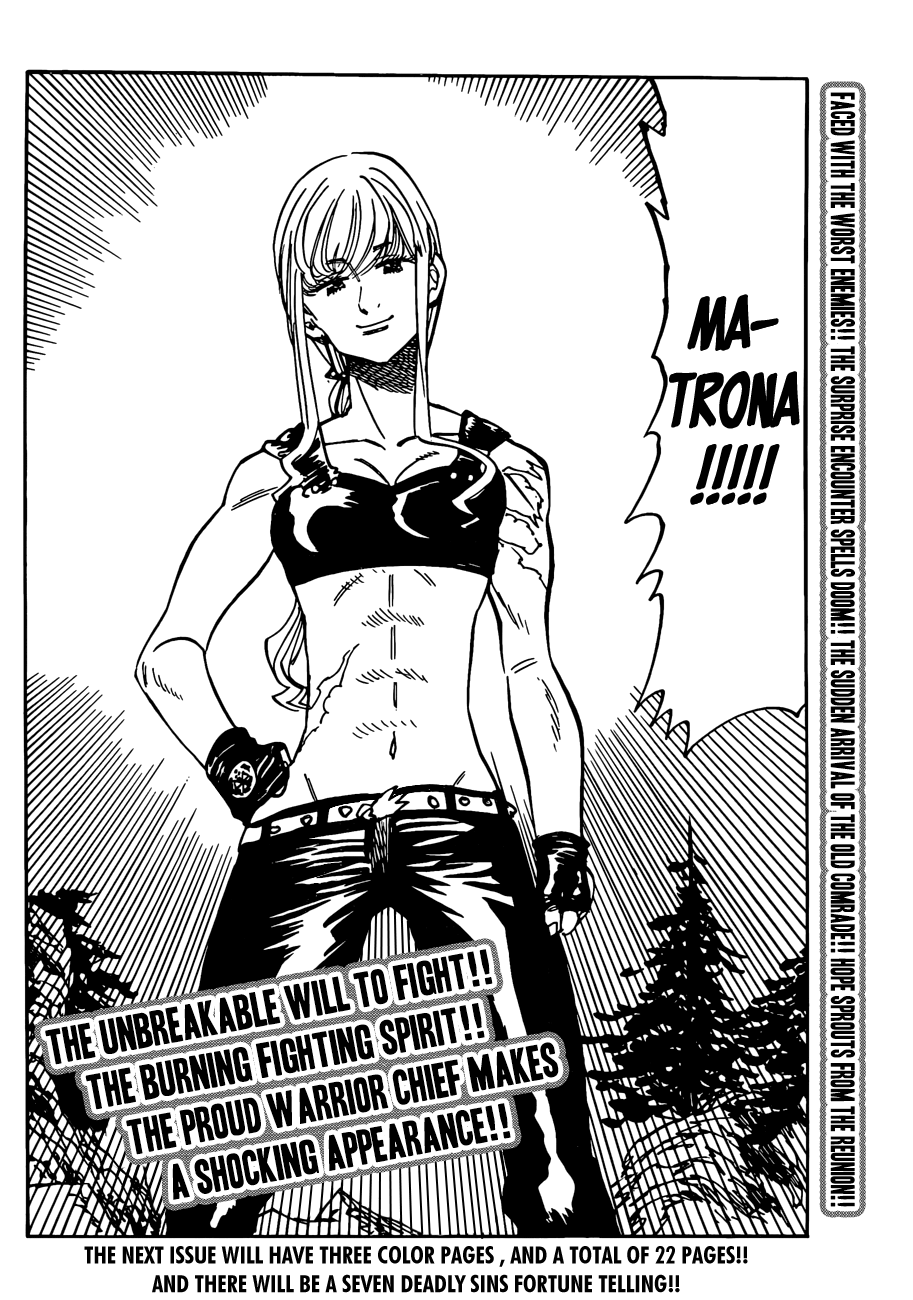 MA-
TRONA
!!!!!
FACED WITH THE WORST ENEMIES!! THE SURPRISE ENCOUNTER SPELLS DOOM!! THE SUDDEN ARRIVAL OF THE OLD COMRADE!! HOPE SPROUTS FROM THE REUNION!!
THE UNBREAKABLE WILL TO FIGHT!!
THE BURNING FIGHTING SPIRIT!!
THE PROUD WARRIOR CHIEF MAKES
A SHOCKING APPEARANCE!!
THE NEXT ISSUE WILL HAVE THREE COLOR PAGES , AND A TOTAL OF 22 PAGES!!
AND THERE WILL BE A SEVEN DEADLY SINS FORTUNE TELLING!!